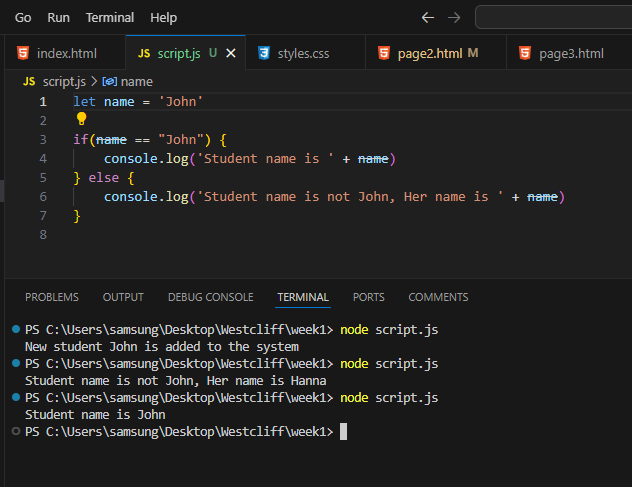 Go Run Terminal Help
index.html JS script.js U styles.css page2.html M page3.html
JS script.js > name
1 let name = 'John'
2
3 if(name == "John") {
4 console.log('Student name is ' + name)
5 } else {
6 console.log('Student name is not John, Her name is ' + name)
7 }
8
PROBLEMS OUTPUT DEBUG CONSOLE TERMINAL PORTS COMMENTS
PS C:\Users\samsung\Desktop\Westcliff\week1> node script.js
New student John is added to the system
PS C:\Users\samsung\Desktop\Westcliff\week1> node script.js
Student name is not John, Her name is Hanna
PS C:\Users\samsung\Desktop\Westcliff\week1> node script.js
Student name is John
PS C:\Users\samsung\Desktop\Westcliff\week1>